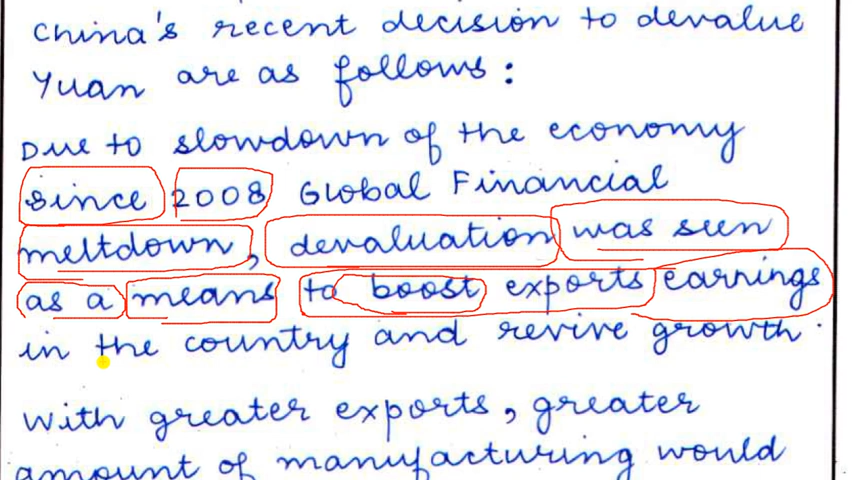 China's recent decision to devalue
Yuan are as follows:
Due to slowdown of the economy
since 2008 Global Financial
meltdown, devaluation was seen
as a means to boost exports earnings
in the country and revive growth.
With greater exports, greater
amount of manufacturing would